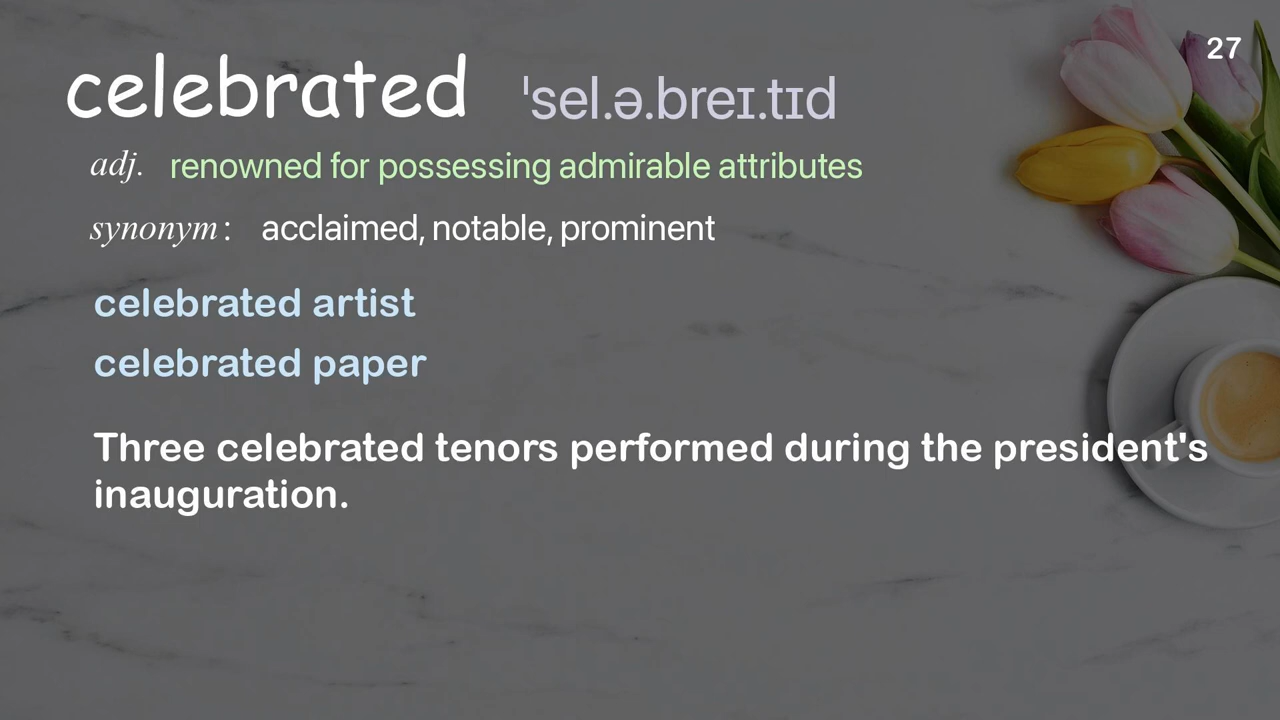 27
celebrated ˈsel.ə.breɪ.tɪd
adj. renowned for possessing admirable attributes
synonym: acclaimed, notable, prominent
celebrated artist
celebrated paper
Three celebrated tenors performed during the president's
inauguration.